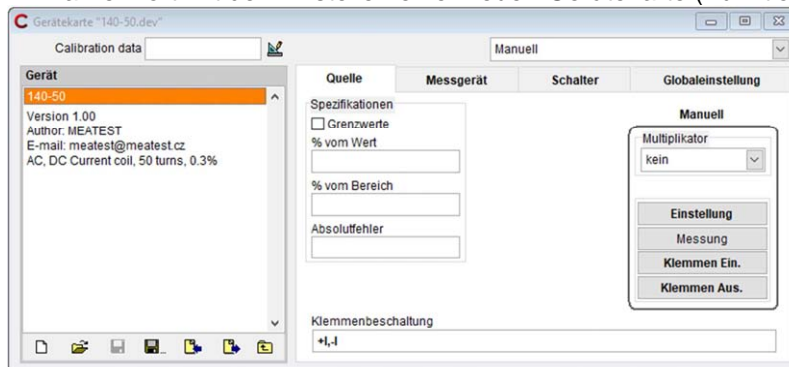 Gerätekarte "140-50.dev"
Calibration data
Manuell
Gerät
140-50
Version 1.00
Author: MEATEST
E-mail: meatest@meatest.cz
AC, DC Current coil, 50 turns, 0.3%
Quelle Messgerät Schalter Globaleinstellung
Spezifikationen
Grenzwerte
% vom Wert
% vom Bereich
Absolutfehler
Manuell
Multiplikator
kein
Einstellung
Messung
Klemmen Ein.
Klemmen Aus.
Klemmenbeschaltung
+I,-I